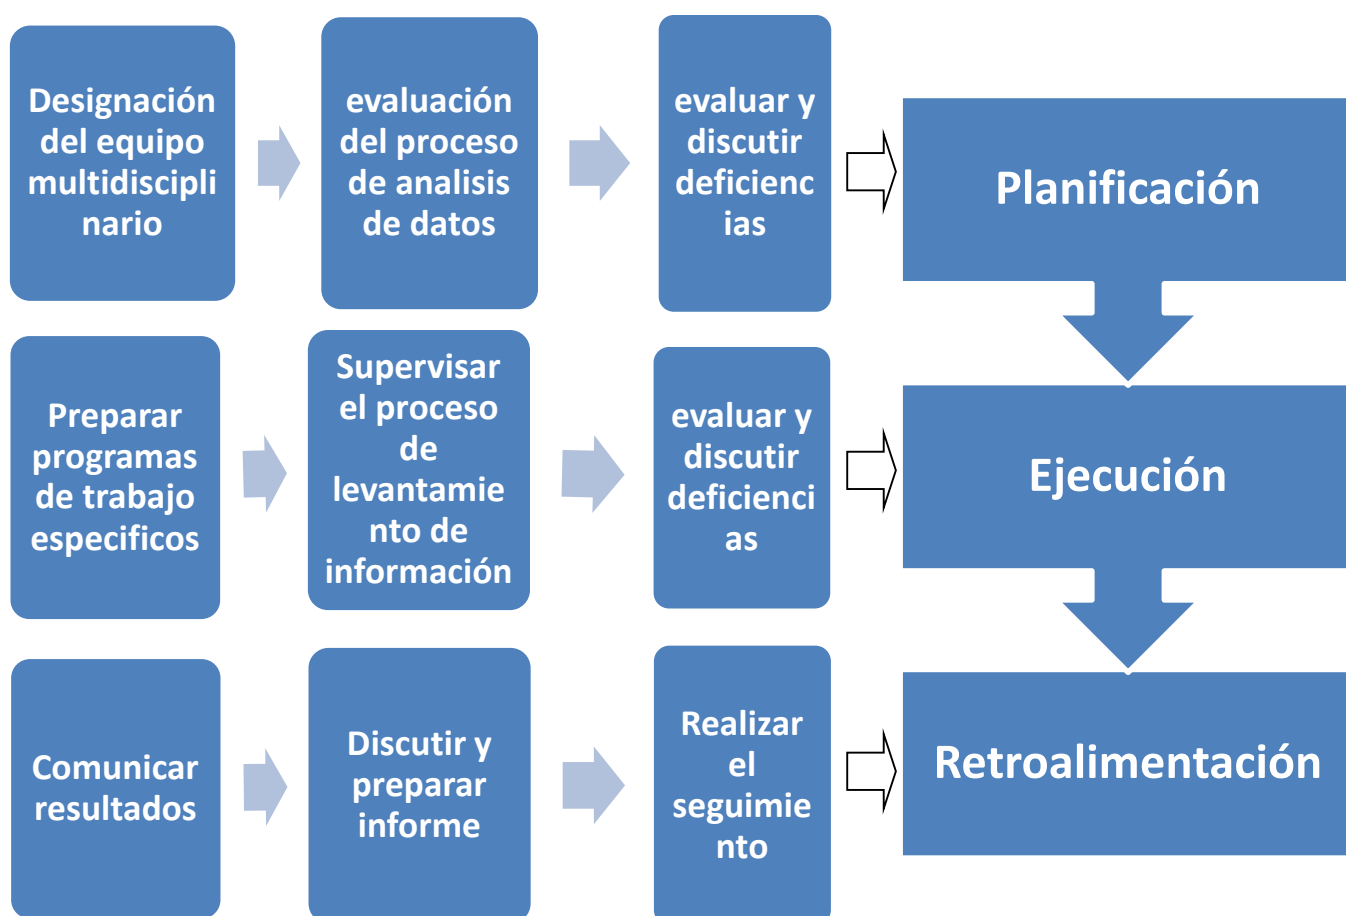 Designación
del equipo
multidiscipli
nario
evaluación
del proceso
de analisis
de datos
evaluar y
discutir
deficienc
ias
Planificación
Preparar
programas
de trabajo
especificos
Supervisar
el proceso
de
levantamie
nto de
información
evaluar y
discutir
deficienci
as
Ejecución
Comunicar
resultados
Discutir y
preparar
informe
Realizar
el
seguimie
nto
Retroalimentación